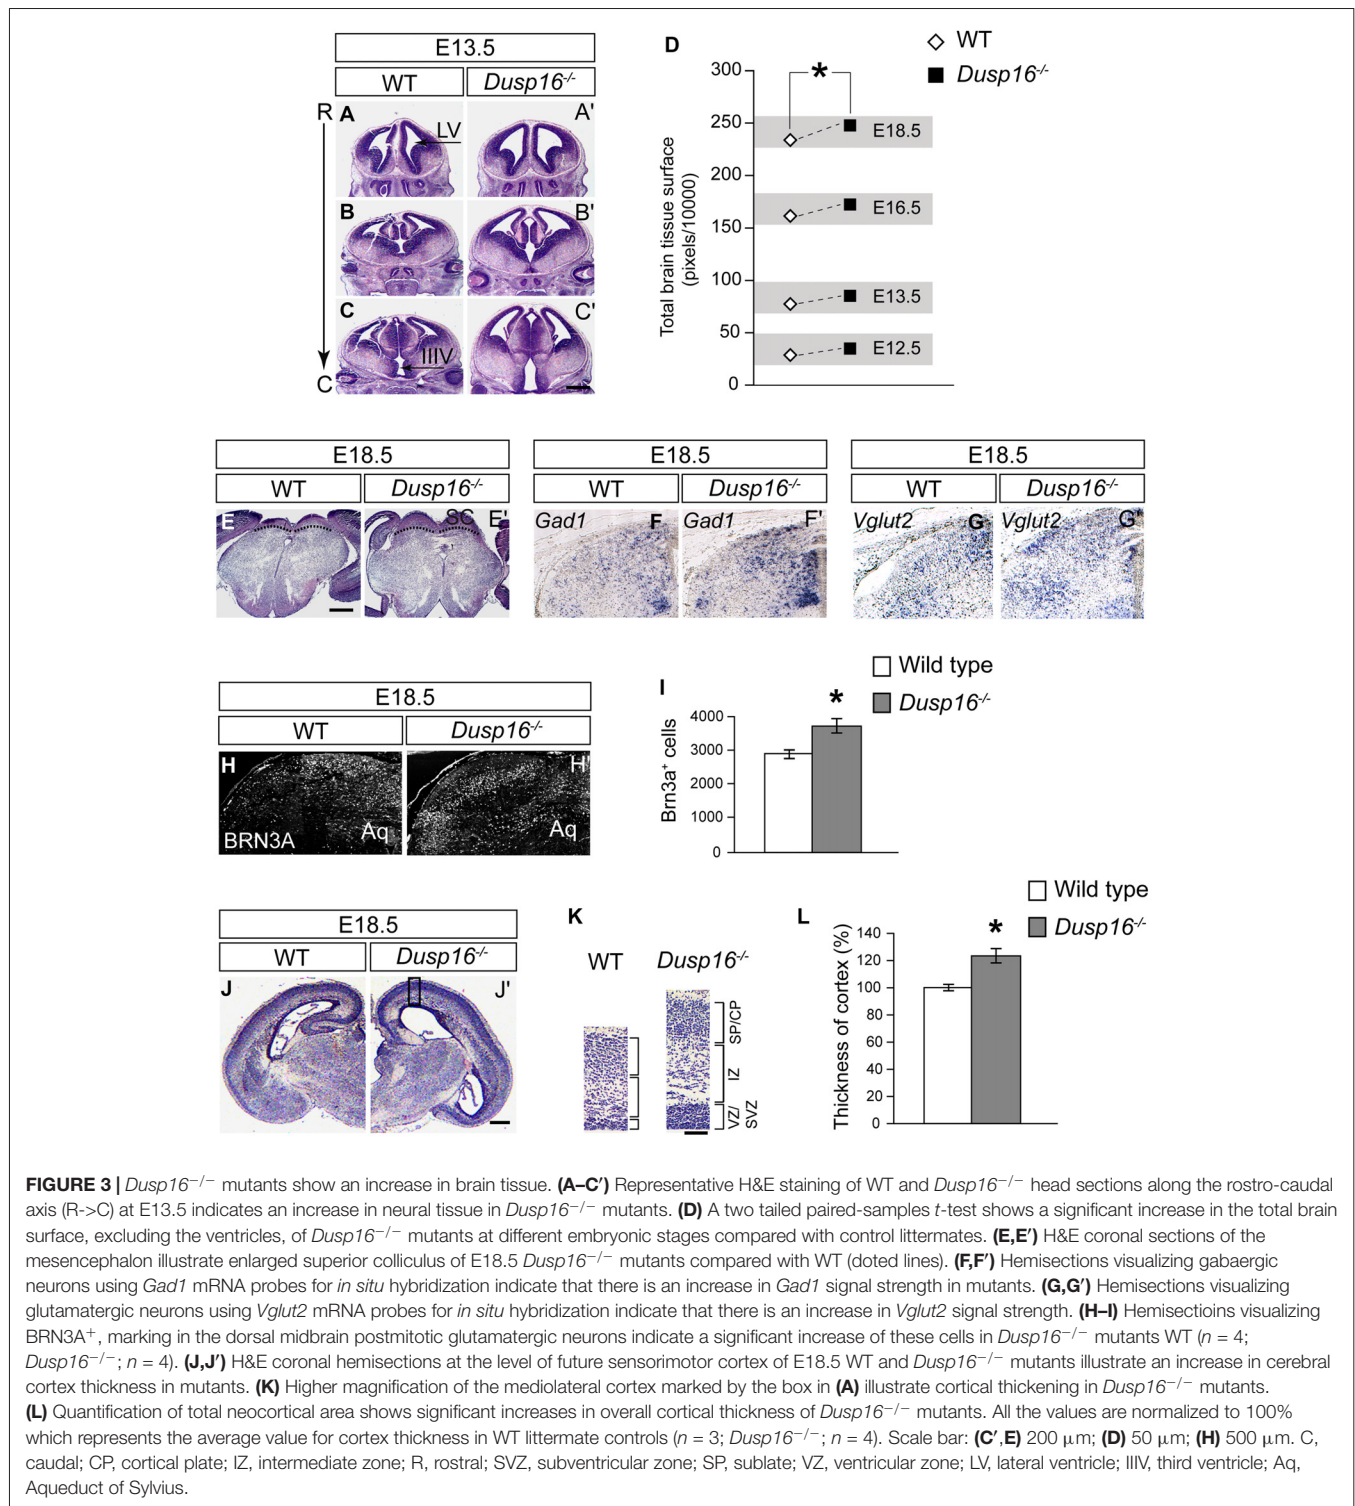 E13.5
WT
Dusp16-/-
R
C
A
LV
A'
B
B'
C
IIIV
C'
D
WT
Dusp16-/-
Total brain tissue surface
(pixels/10000)
300
250
200
150
100
50
0
*
E18.5
E16.5
E13.5
E12.5
E18.5
WT
Dusp16-/-
E
SC
E'
E18.5
WT
Dusp16-/-
Gad1
F
Gad1
F'
E18.5
WT
Dusp16-/-
Vglut2
G
Vglut2
G'
E18.5
WT
Dusp16-/-
H
BRN3A
Aq
H'
Aq
I
Wild type
Dusp16-/-
Brn3a+ cells
4000
3000
2000
1000
0
*
E18.5
WT
Dusp16-/-
J
J'
K
WT
Dusp16-/-
SP/CP
IZ
VZ/
SVZ
L
Wild type
Dusp16-/-
Thickness of cortex (%)
140
120
100
80
60
40
20
0
*
FIGURE 3 | Dusp16−/− mutants show an increase in brain tissue. (A–C′) Representative H&E staining of WT and Dusp16−/− head sections along the rostro-caudal
axis (R->C) at E13.5 indicates an increase in neural tissue in Dusp16−/− mutants. (D) A two tailed paired-samples t-test shows a significant increase in the total brain
surface, excluding the ventricles, of Dusp16−/− mutants at different embryonic stages compared with control littermates. (E,E′) H&E coronal sections of the
mesencephalon illustrate enlarged superior colliculus of E18.5 Dusp16−/− mutants compared with WT (doted lines). (F,F′) Hemisections visualizing gabaergic
neurons using Gad1 mRNA probes for in situ hybridization indicate that there is an increase in Gad1 signal strength in mutants. (G,G′) Hemisections visualizing
glutamatergic neurons using Vglut2 mRNA probes for in situ hybridization indicate that there is an increase in Vglut2 signal strength. (H–I) Hemisectioins visualizing
BRN3A+, marking in the dorsal midbrain postmitotic glutamatergic neurons indicate a significant increase of these cells in Dusp16−/− mutants WT (n = 4;
Dusp16−/−; n = 4). (J,J′) H&E coronal hemisections at the level of future sensorimotor cortex of E18.5 WT and Dusp16−/− mutants illustrate an increase in cerebral
cortex thickness in mutants. (K) Higher magnification of the mediolateral cortex marked by the box in (A) illustrate cortical thickening in Dusp16−/− mutants.
(L) Quantification of total neocortical area shows significant increases in overall cortical thickness of Dusp16−/− mutants. All the values are normalized to 100%
which represents the average value for cortex thickness in WT littermate controls (n = 3; Dusp16−/−; n = 4). Scale bar: (C′,E) 200 μm; (D) 50 μm; (H) 500 μm. C,
caudal; CP, cortical plate; IZ, intermediate zone; R, rostral; SVZ, subventricular zone; SP, sublate; VZ, ventricular zone; LV, lateral ventricle; IIIV, third ventricle; Aq,
Aqueduct of Sylvius.